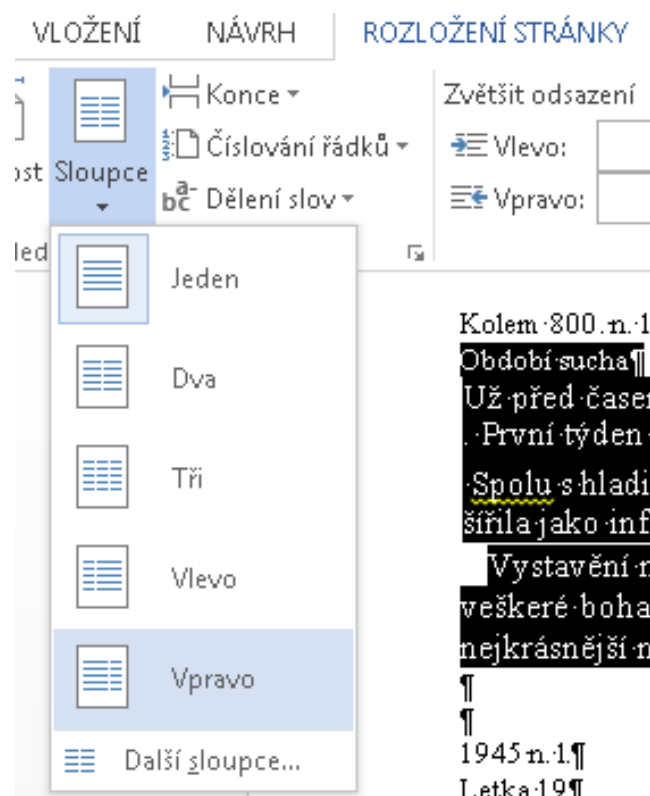 VLOŽENÍ NÁVRH ROZLOŽENÍ STRÁNKY
Konce
Číslování řádků
Dělení slov
Sloupce
Zvětšit odsazení
Vlevo:
Vpravo:
Jeden
Dva
Tři
Vlevo
Vpravo
Další sloupce...
Kolem·800.·n.·l
Období·sucha¶
Už·před·časem
.·První·týden·
·Spolu·s·hladi
šířila·jako·inf
Vystavění·n
veškeré·boha
nejkrásnější·n
¶
¶
1945·n.·l.¶
Letka·19¶